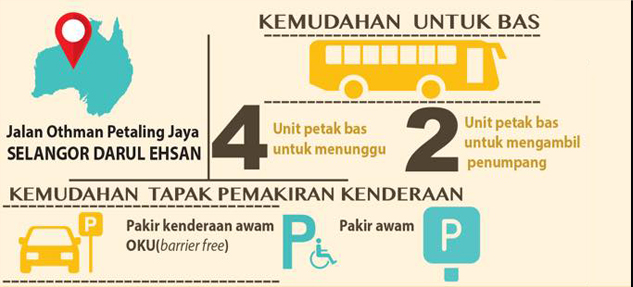 KEMUDAHAN UNTUK BAS
Jalan Othman Petaling Jaya
SELANGOR DARUL EHSAN
4
Unit petak bas
untuk menunggu
2
Unit petak bas
untuk mengambil
penumpang
KEMUDAHAN TAPAK PEMAKIRAN KENDERAAN
P
Pakir kenderaan awam
OKU(barrier free)
P
Pakir awam
P